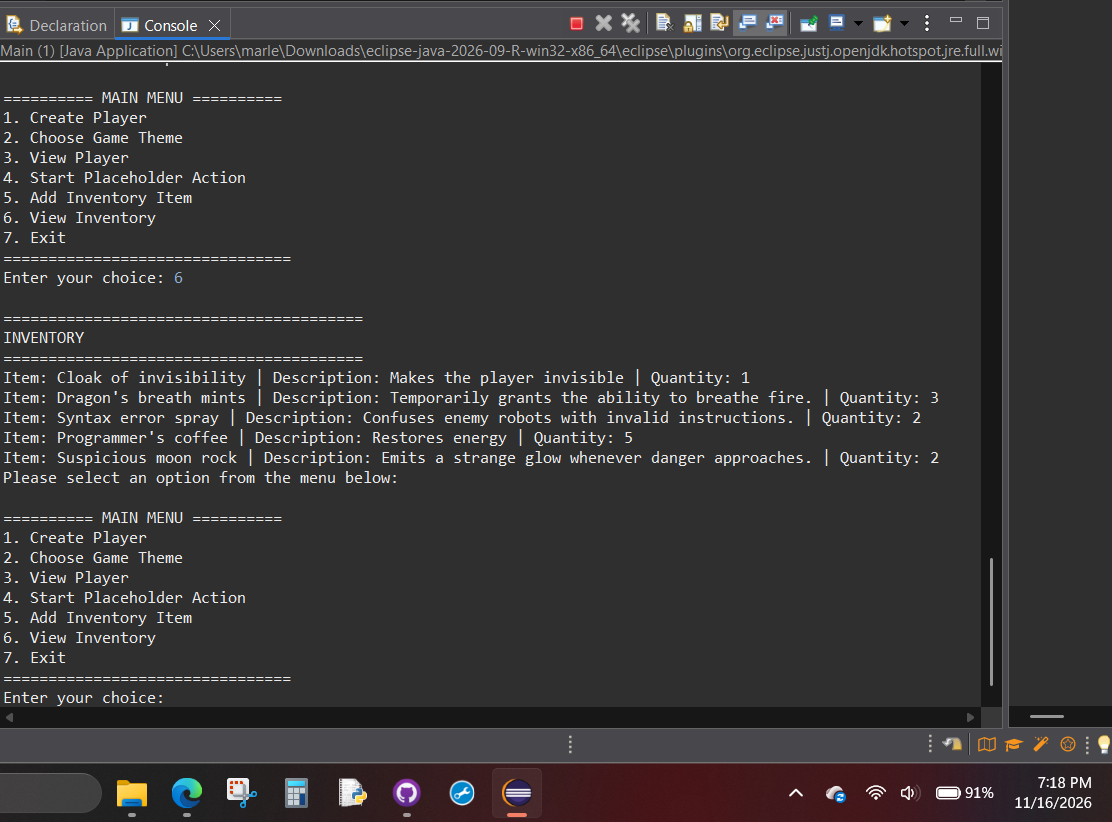 Declaration Console
Main (1) [Java Application] C:\Users\marle\Downloads\eclipse-java-2026-09-R-win32-x86_64\eclipse\plugins\org.eclipse.justj.openjdk.hotspot.jre.full.wi
========== MAIN MENU ==========
1. Create Player
2. Choose Game Theme
3. View Player
4. Start Placeholder Action
5. Add Inventory Item
6. View Inventory
7. Exit
================================
Enter your choice: 6
========================================
INVENTORY
========================================
Item: Cloak of invisibility | Description: Makes the player invisible | Quantity: 1
Item: Dragon's breath mints | Description: Temporarily grants the ability to breathe fire. | Quantity: 3
Item: Syntax error spray | Description: Confuses enemy robots with invalid instructions. | Quantity: 2
Item: Programmer's coffee | Description: Restores energy | Quantity: 5
Item: Suspicious moon rock | Description: Emits a strange glow whenever danger approaches. | Quantity: 2
Please select an option from the menu below:
========== MAIN MENU ==========
1. Create Player
2. Choose Game Theme
3. View Player
4. Start Placeholder Action
5. Add Inventory Item
6. View Inventory
7. Exit
================================
Enter your choice:
91%
7:18 PM
11/16/2026